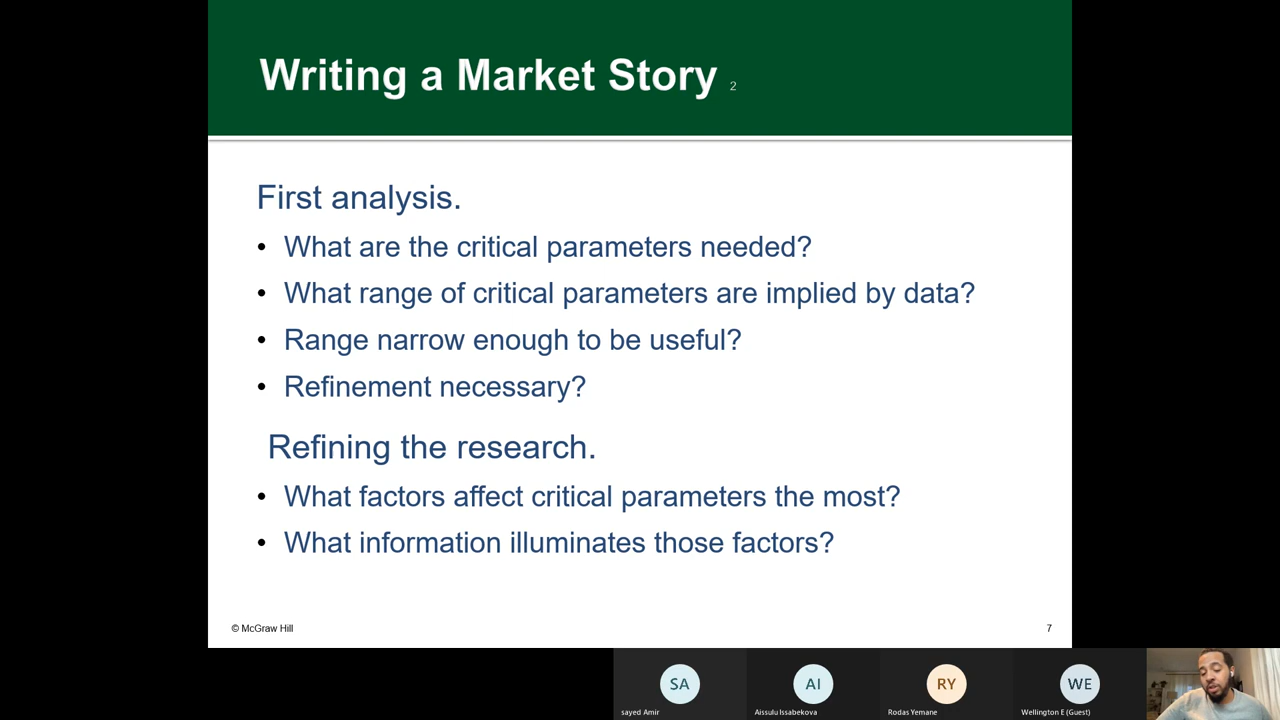 Writing a Market Story 2
First analysis.
• What are the critical parameters needed?
• What range of critical parameters are implied by data?
• Range narrow enough to be useful?
• Refinement necessary?
Refining the research.
• What factors affect critical parameters the most?
• What information illuminates those factors?
© McGraw Hill
7
SA
AI
RY
WE
sayed Amir
Aissulu Issabekova
Rodas Yemane
Wellington E (Guest)